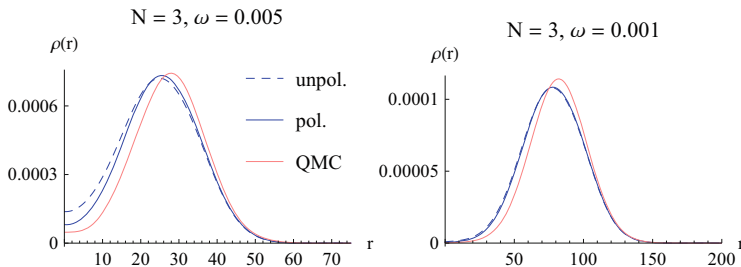 N = 3, ω = 0.005
ρ(r)
0.0006
0.0003
0
10 20 30 40 50 60 70
r
unpol.
pol.
QMC
N = 3, ω = 0.001
ρ(r)
0.0001
0.00005
0
50 100 150 200
r